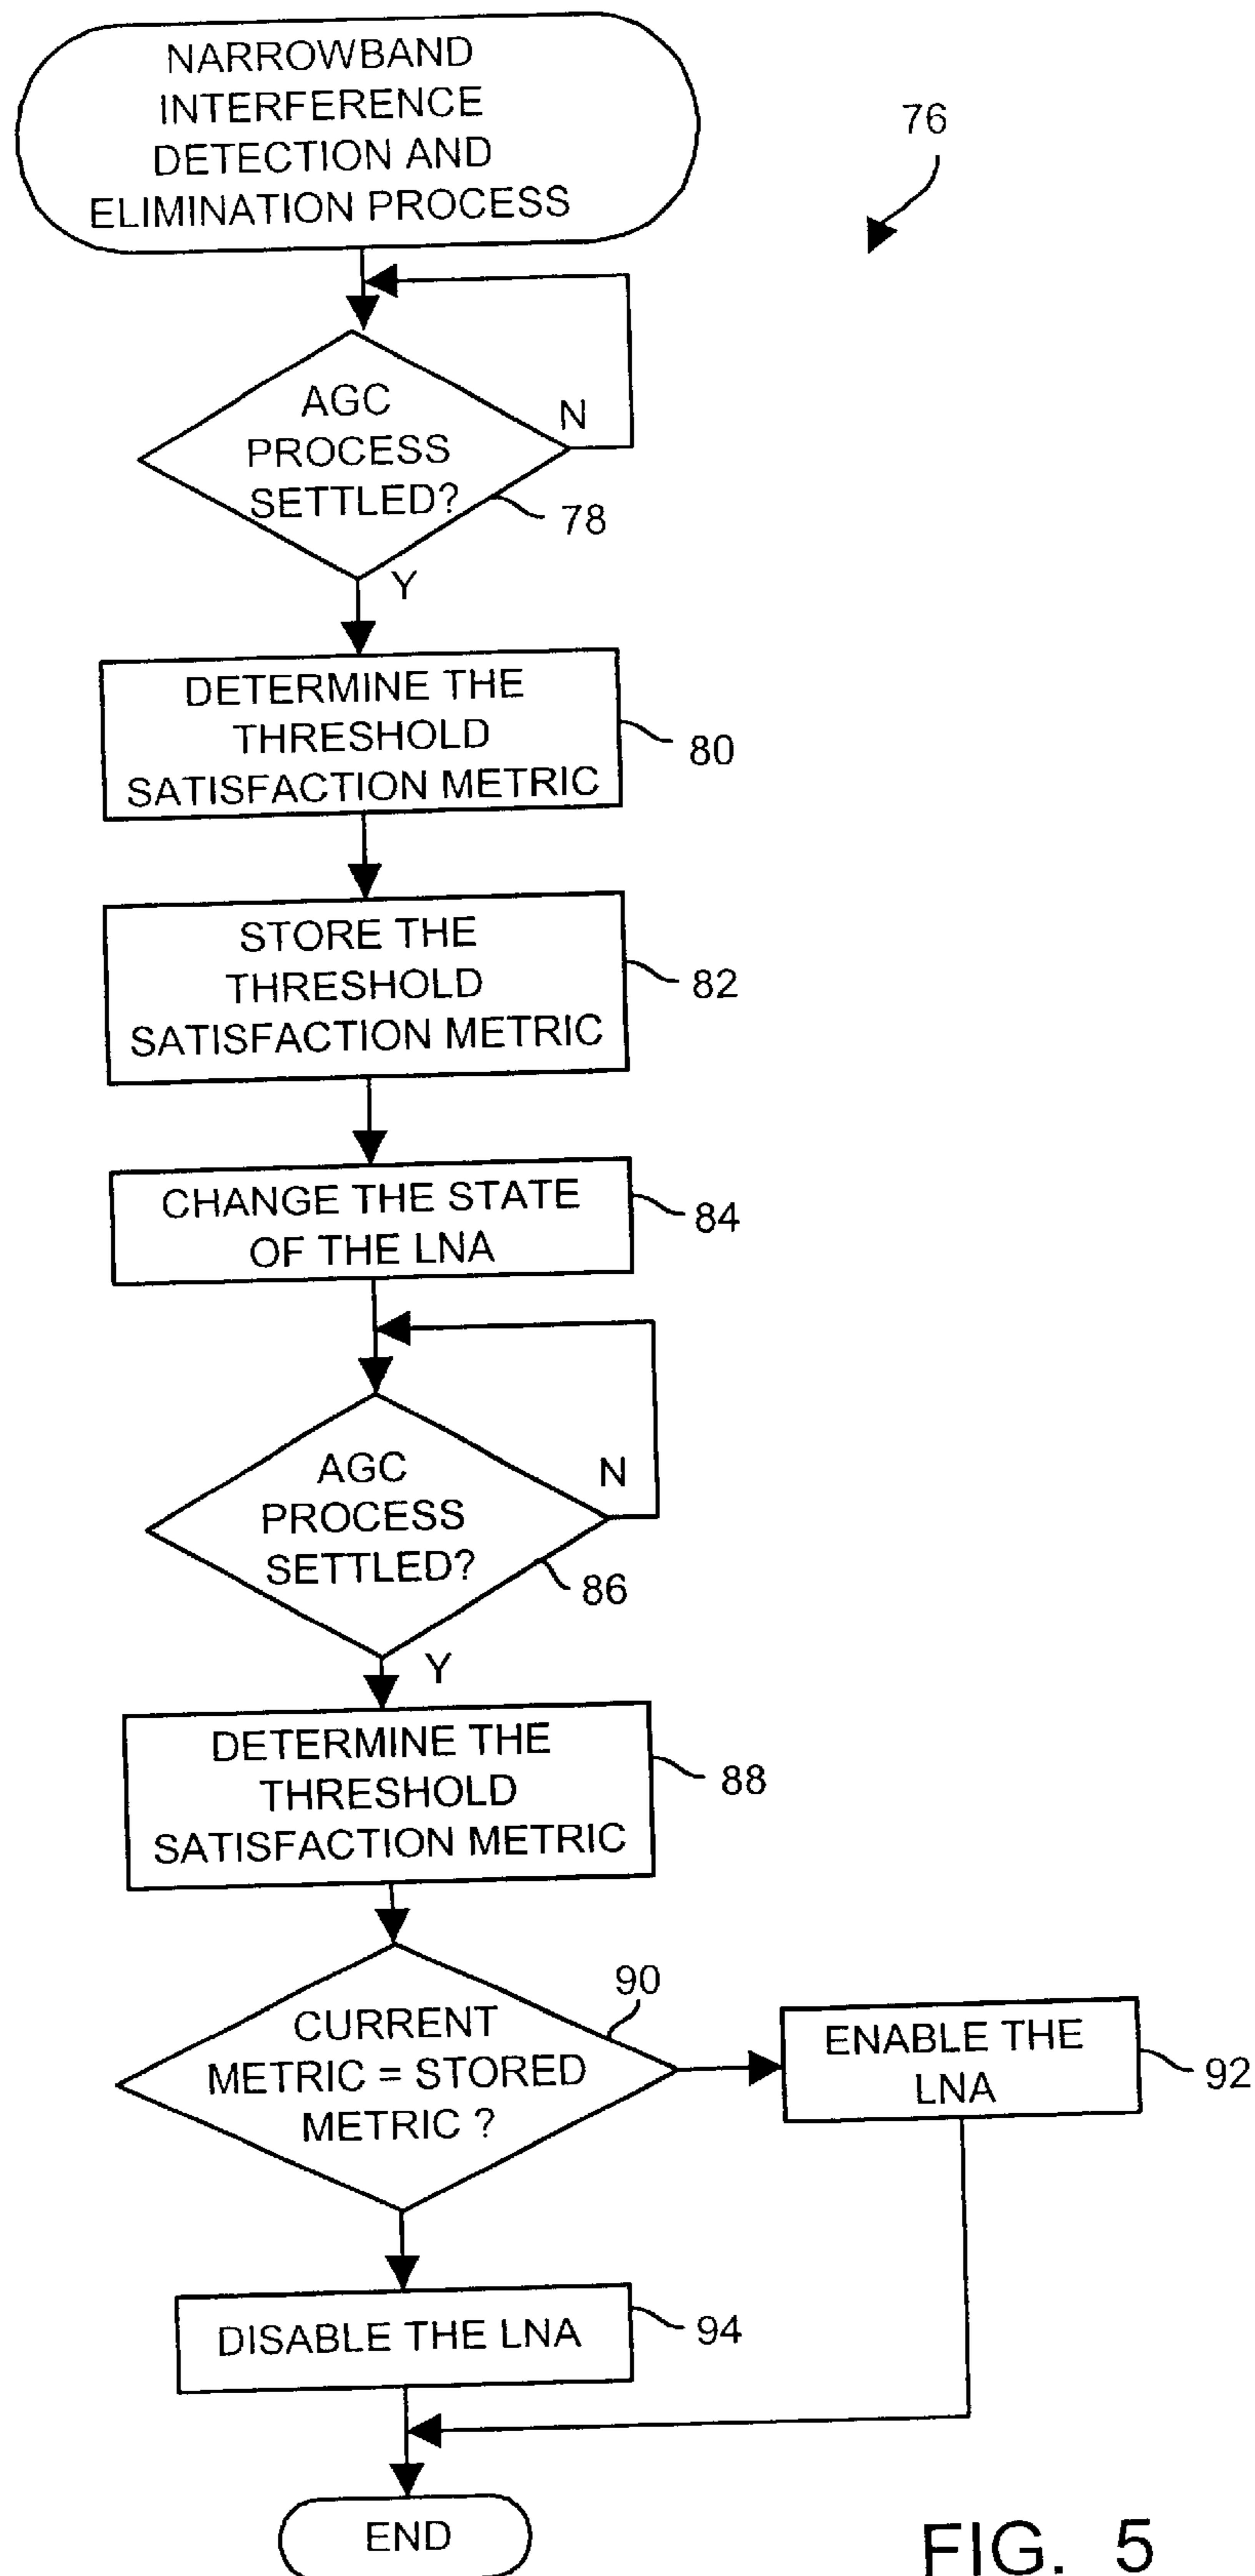 NARROWBAND
INTERFERENCE
DETECTION AND
ELIMINATION PROCESS
76
AGC
PROCESS
SETTLED?
N
78
Y
DETERMINE THE
THRESHOLD
SATISFACTION METRIC
80
STORE THE
THRESHOLD
SATISFACTION METRIC
82
CHANGE THE STATE
OF THE LNA
84
AGC
PROCESS
SETTLED?
N
86
Y
DETERMINE THE
THRESHOLD
SATISFACTION METRIC
88
CURRENT
METRIC = STORED
METRIC ?
90
ENABLE THE
LNA
92
DISABLE THE LNA
94
END
FIG. 5